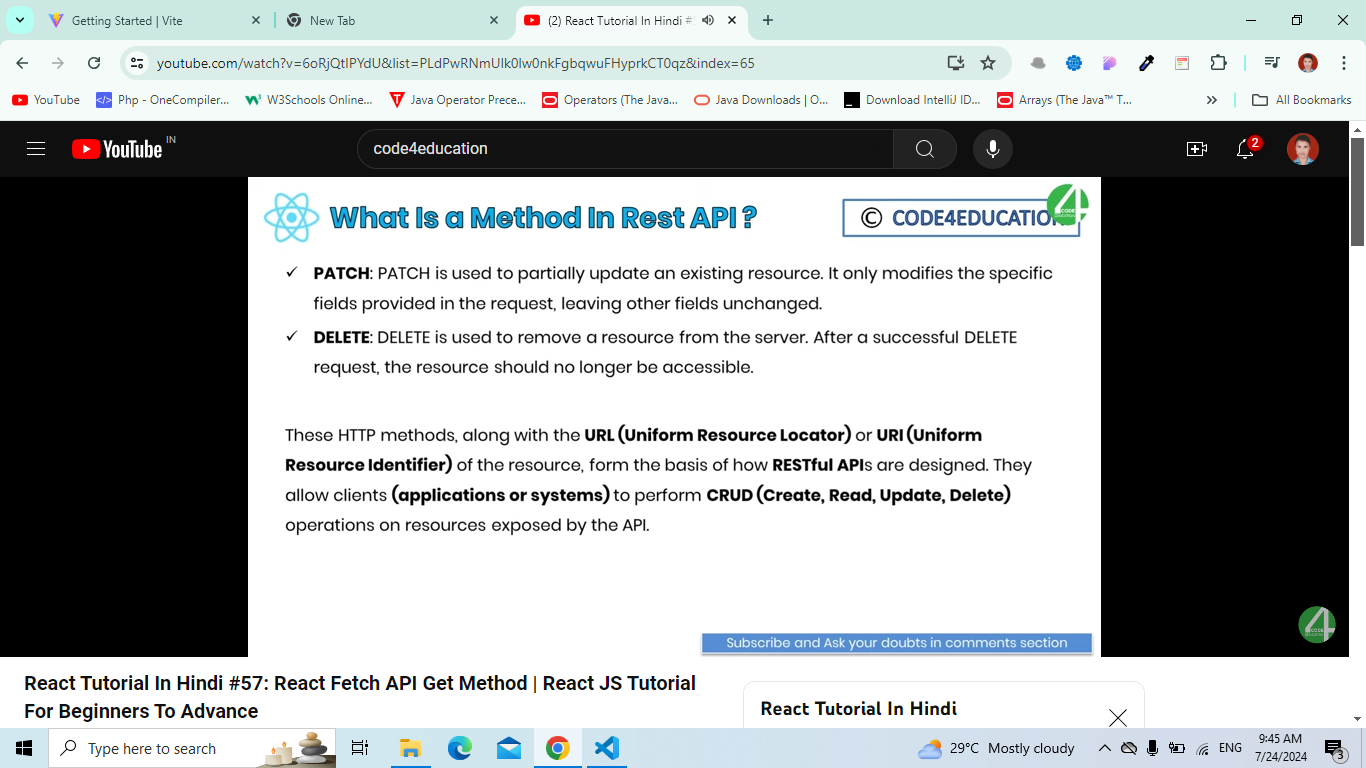 Getting Started | Vite
New Tab
(2) React Tutorial In Hindi #
youtube.com/watch?v=6oRjQtlPYdU&list=PLdPwRNmUIk0lw0nkFgbqwuFHyprkCT0qz&index=65
YouTube
Php - OneCompiler...
W3Schools Online...
Java Operator Prece...
Operators (The Java...
Java Downloads | O...
Download IntelliJ ID...
Arrays (The Java™ T...
All Bookmarks
YouTube IN
code4education
2
What Is a Method In Rest API ?
© CODE4EDUCATION
4
CODE
✓ PATCH: PATCH is used to partially update an existing resource. It only modifies the specific
fields provided in the request, leaving other fields unchanged.
✓ DELETE: DELETE is used to remove a resource from the server. After a successful DELETE
request, the resource should no longer be accessible.
These HTTP methods, along with the URL (Uniform Resource Locator) or URI (Uniform
Resource Identifier) of the resource, form the basis of how RESTful APIs are designed. They
allow clients (applications or systems) to perform CRUD (Create, Read, Update, Delete)
operations on resources exposed by the API.
4
CODE
Subscribe and Ask your doubts in comments section
React Tutorial In Hindi #57: React Fetch API Get Method | React JS Tutorial
For Beginners To Advance
React Tutorial In Hindi
Type here to search
29°C Mostly cloudy
ENG
9:45 AM
7/24/2024
3